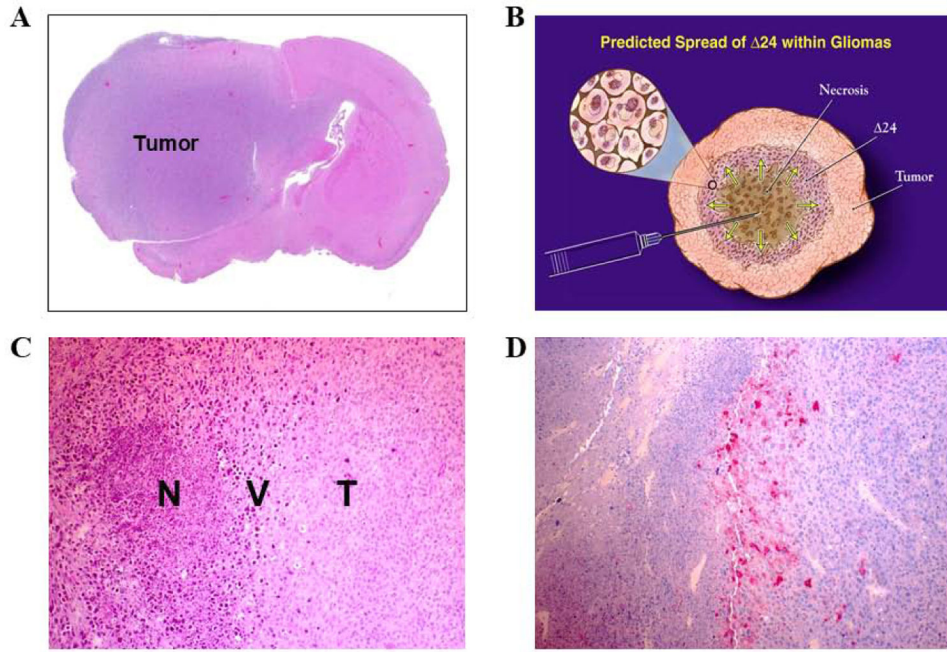 A
Tumor
B
Predicted Spread of Δ24 within Gliomas
Necrosis
Δ24
Tumor
C
N V T
D